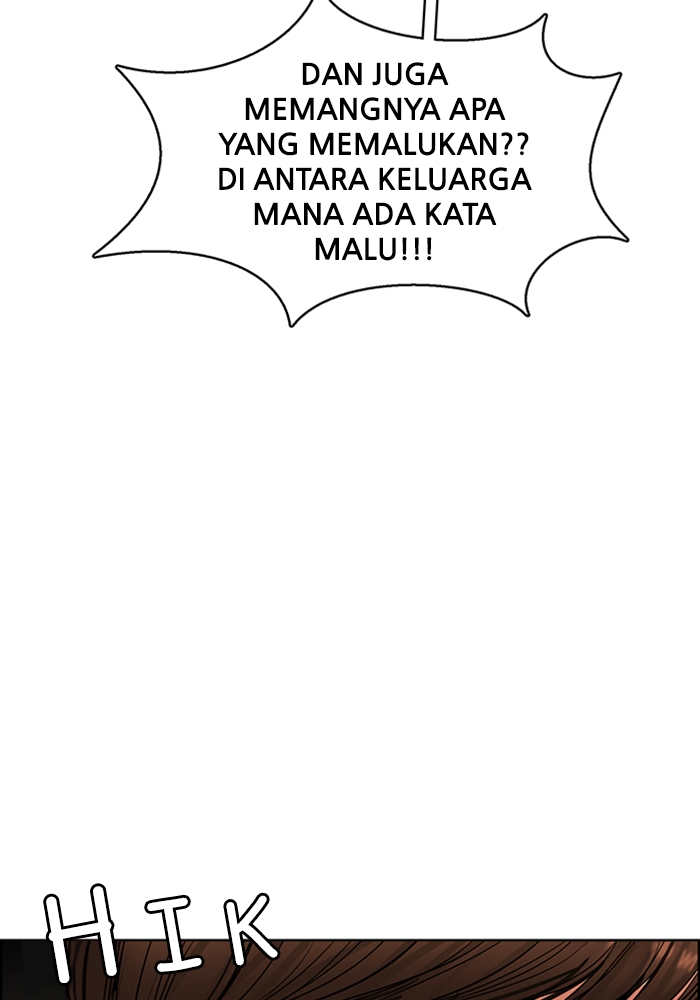 DAN JUGA
MEMANGNYA APA
YANG MEMALUKAN??
DI ANTARA KELUARGA
MANA ADA KATA
MALU!!!
HIK